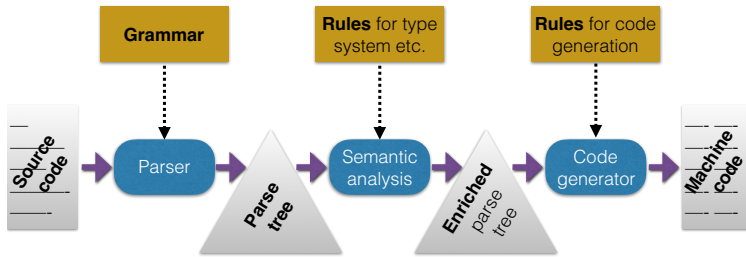 Grammar
Rules for type
system etc.
Rules for code
generation
Source
code
Parser
Parse
tree
Semantic
analysis
Enriched
parse
tree
Code
generator
Machine
code